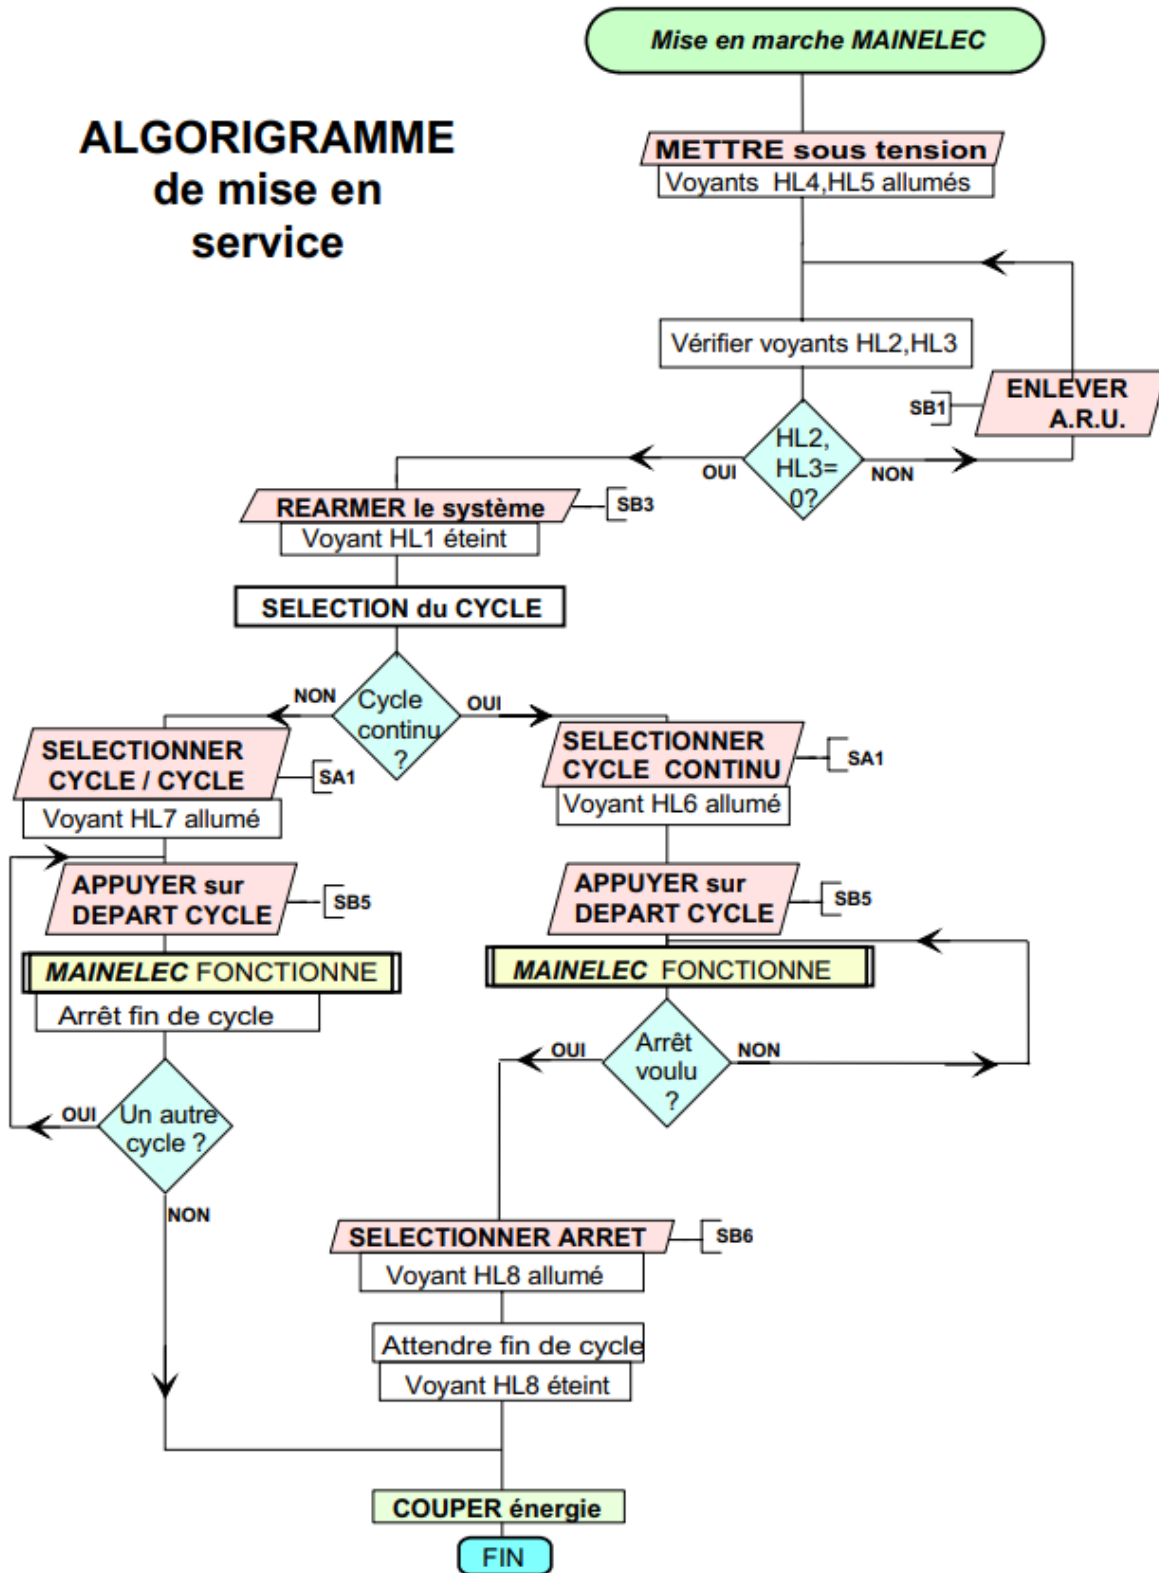 Mise en marche MAINELEC
ALGORIGRAMME
de mise en
service
METTRE sous tension
Voyants HL4,HL5 allumés
Vérifier voyants HL2,HL3
ENLEVER
A.R.U.
SB1
HL2,
HL3=
0?
OUI
NON
REARMER le système
SB3
Voyant HL1 éteint
SELECTION du CYCLE
Cycle
continu
?
NON
OUI
SELECTIONNER
CYCLE / CYCLE
SA1
Voyant HL7 allumé
SELECTIONNER
CYCLE CONTINU
SA1
Voyant HL6 allumé
APPUYER sur
DEPART CYCLE
SB5
APPUYER sur
DEPART CYCLE
SB5
MAINELEC FONCTIONNE
Arrêt fin de cycle
MAINELEC FONCTIONNE
Arrêt
voulu
?
OUI
NON
Un autre
cycle ?
OUI
NON
SELECTIONNER ARRET
SB6
Voyant HL8 allumé
Attendre fin de cycle
Voyant HL8 éteint
COUPER énergie
FIN